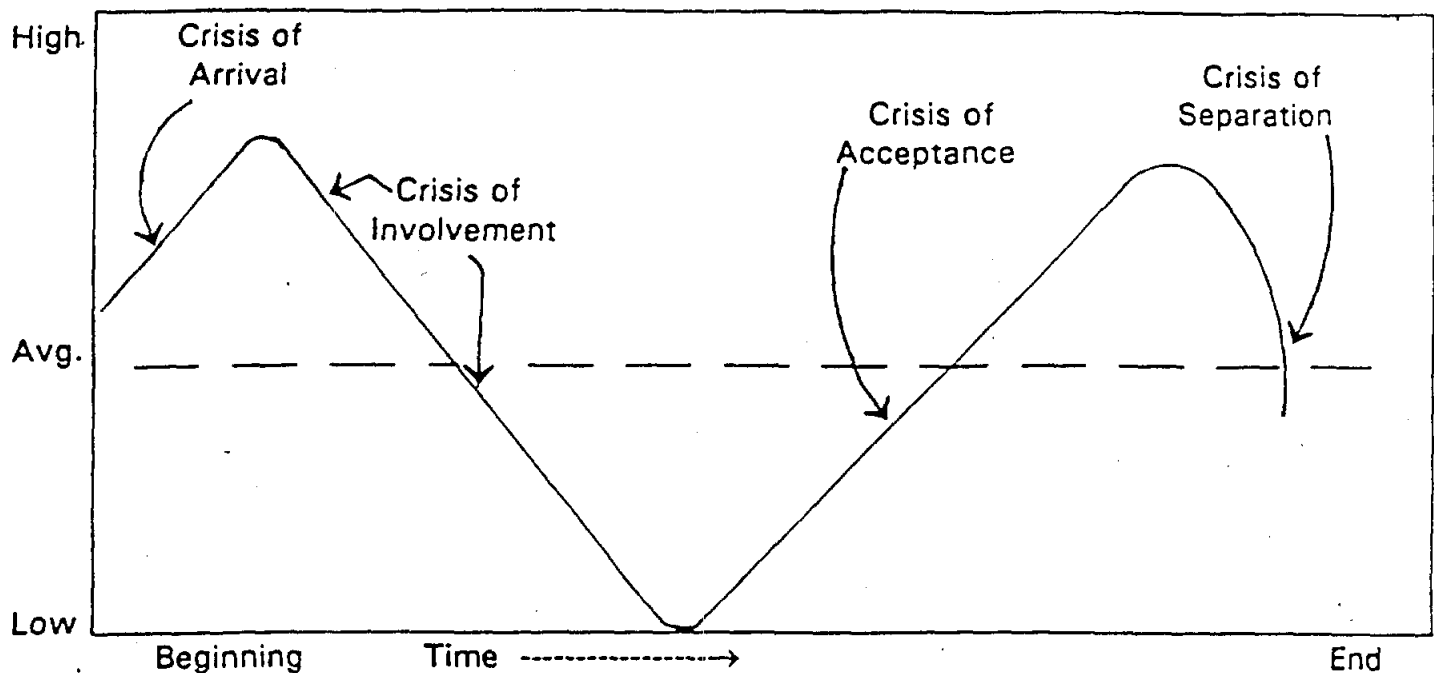 High
Crisis of
Arrival
Crisis of
Involvement
Crisis of
Acceptance
Crisis of
Separation
Avg.
Low
Beginning
Time
End